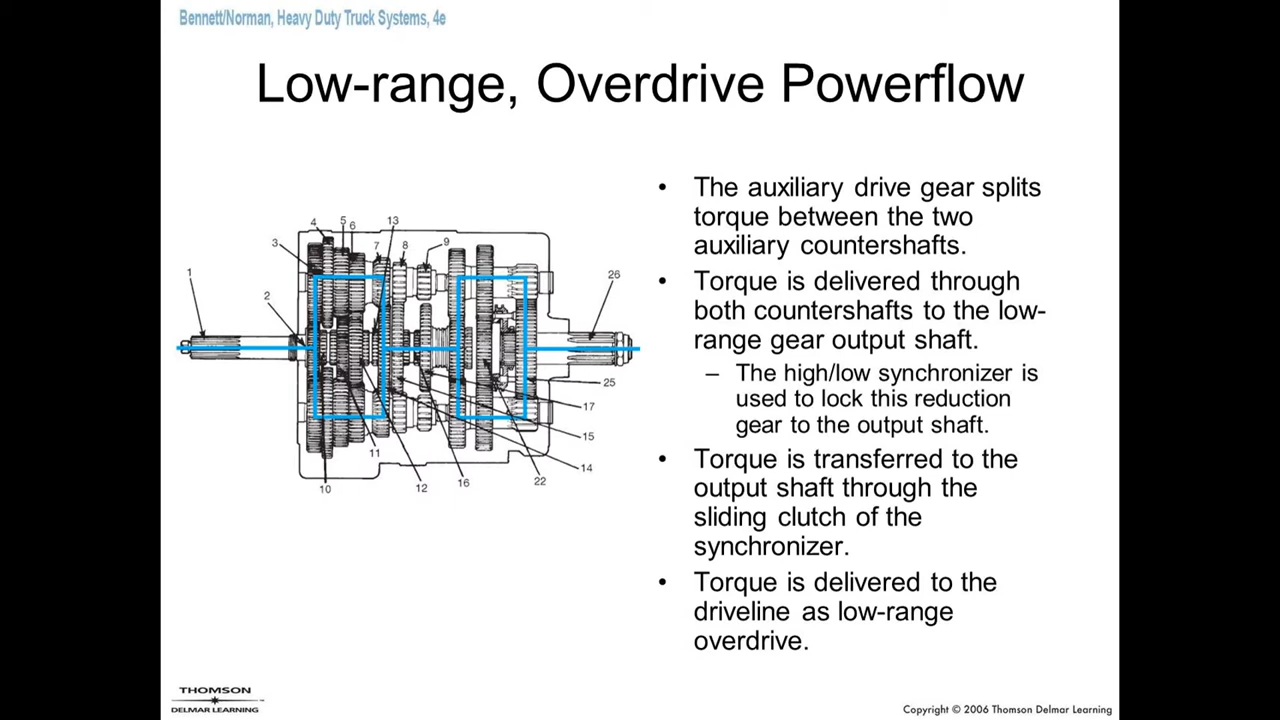 Bennett/Norman, Heavy Duty Truck Systems, 4e
Low-range, Overdrive Powerflow
1
2
3
4
5
6
13
7
8
9
26
25
17
15
14
22
16
12
11
10
• The auxiliary drive gear splits
torque between the two
auxiliary countershafts.
• Torque is delivered through
both countershafts to the low-
range gear output shaft.
– The high/low synchronizer is
used to lock this reduction
gear to the output shaft.
• Torque is transferred to the
output shaft through the
sliding clutch of the
synchronizer.
• Torque is delivered to the
driveline as low-range
overdrive.
THOMSON
DELMAR LEARNING
Copyright © 2006 Thomson Delmar Learning